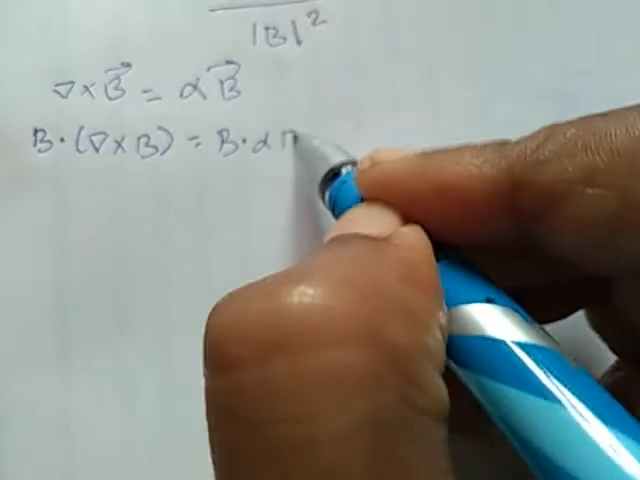 |B|²
∇×B⃗ = αB⃗
B·(∇×B) = B·α